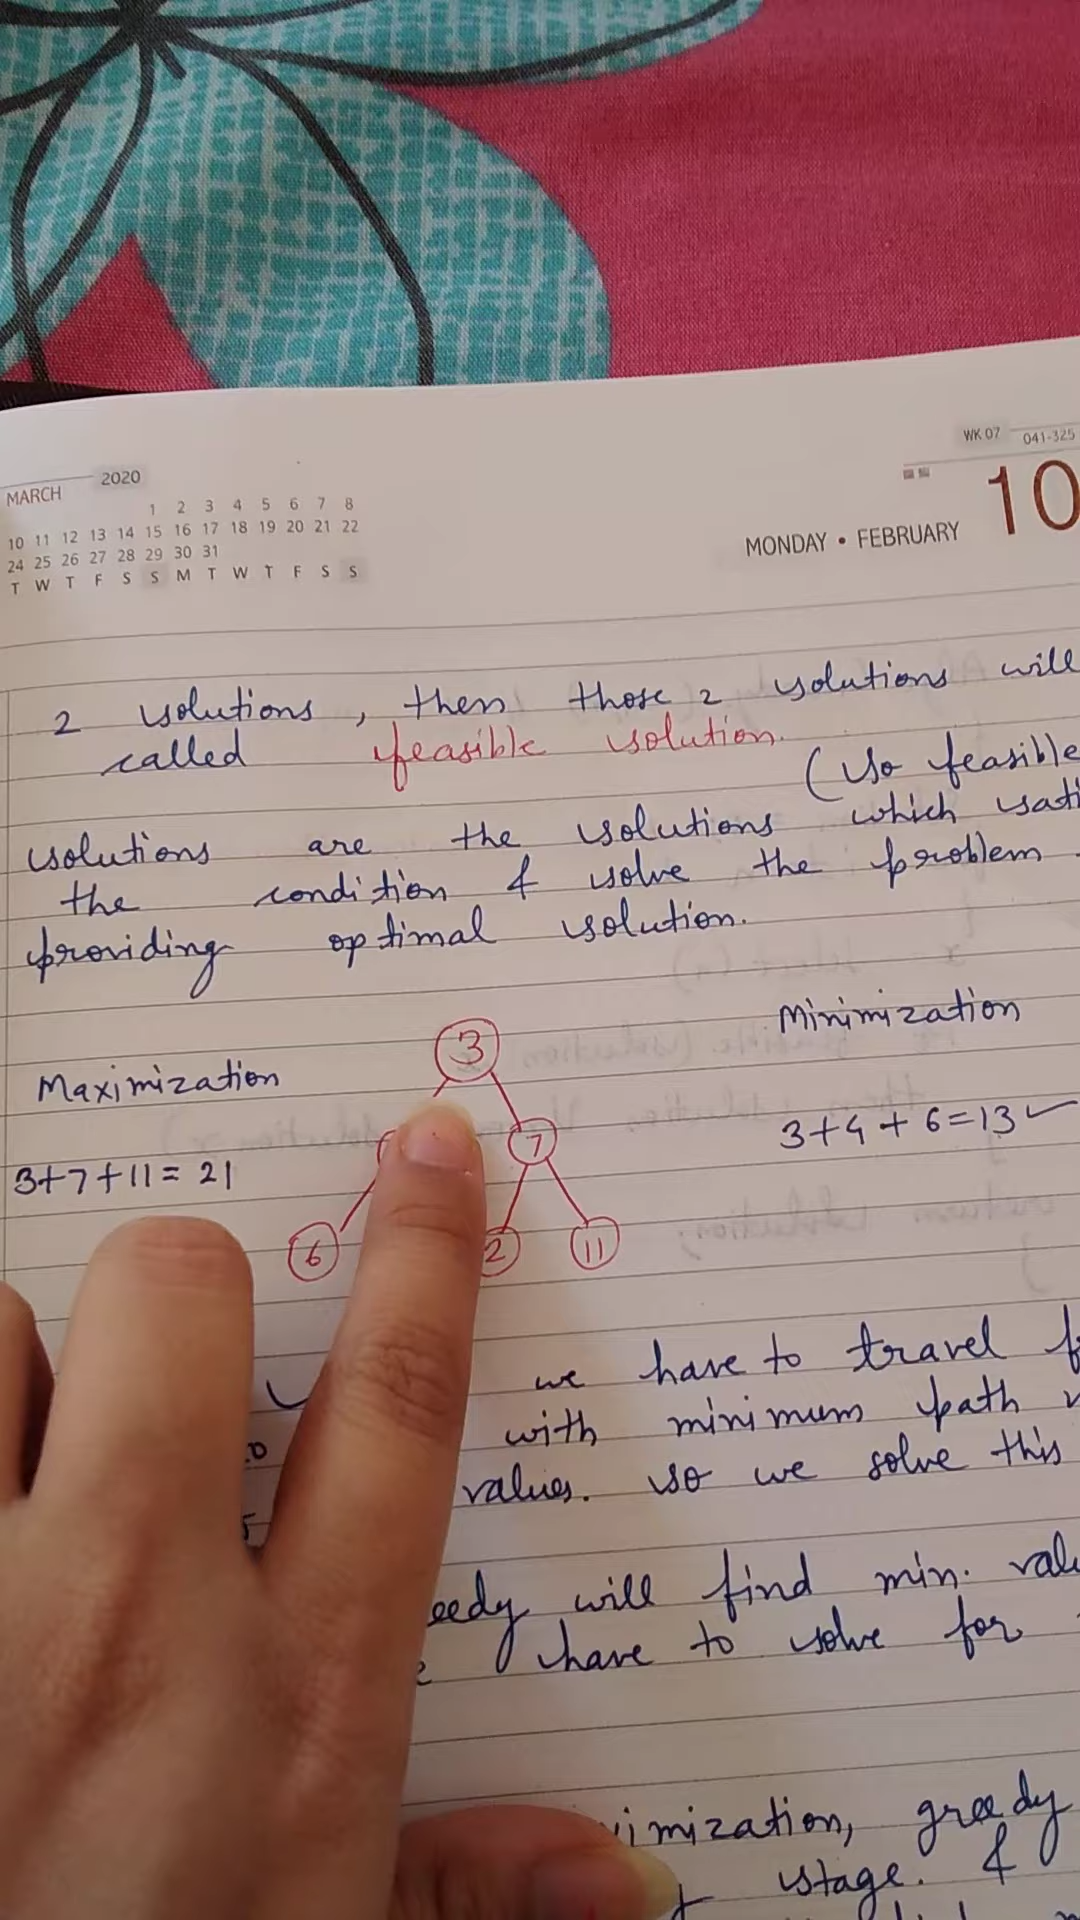 MARCH 2020
1 2 3 4 5 6 7 8
10 11 12 13 14 15 16 17 18 19 20 21 22
24 25 26 27 28 29 30 31
T W T F S S M T W T F S S
WK 07 041-325
10
MONDAY • FEBRUARY
2 solutions, then those 2 solutions will
called feasible solution.
(So feasible
solutions are the solutions which
the condition & solve the problem
providing optimal solution.
Maximization
Minimization
3
7
6 2 11
3+7+11= 21
3+4+6=13 ✓
we have to travel
with minimum path
values. so we solve this
will find min.
have to solve for
greedy
stage. &